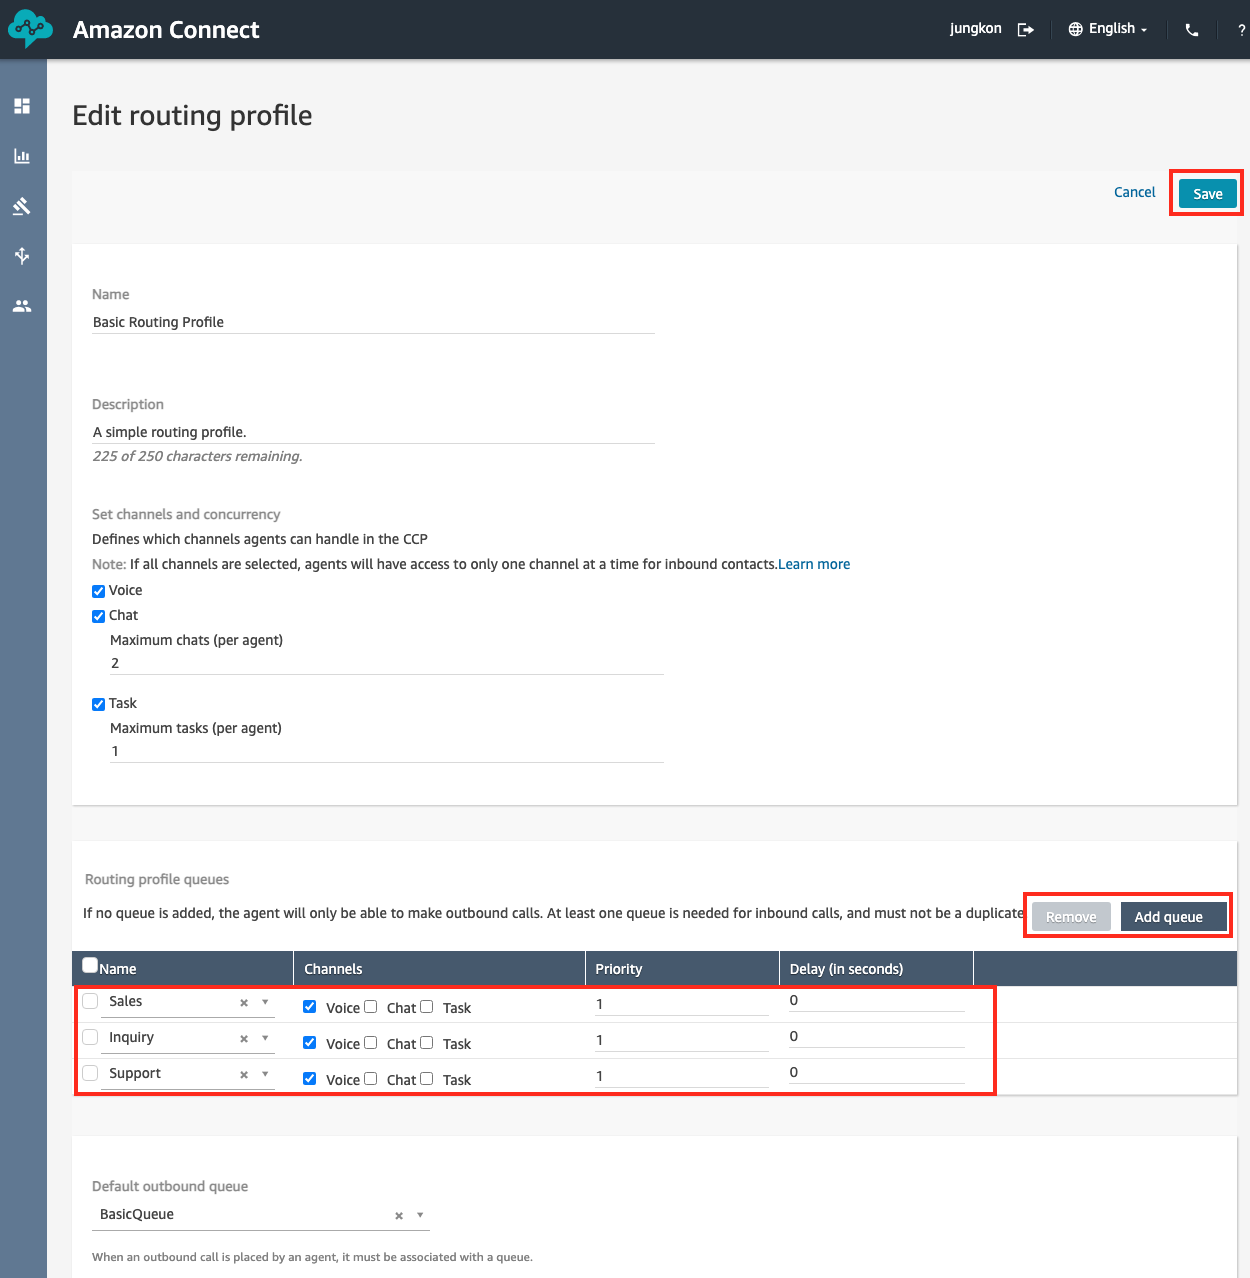 Amazon Connect
jungkon
English
?
Edit routing profile
Cancel
Save
Name
Basic Routing Profile
Description
A simple routing profile.
225 of 250 characters remaining.
Set channels and concurrency
Defines which channels agents can handle in the CCP
Note: If all channels are selected, agents will have access to only one channel at a time for inbound contacts.Learn more
Voice
Chat
Maximum chats (per agent)
2
Task
Maximum tasks (per agent)
1
Routing profile queues
If no queue is added, the agent will only be able to make outbound calls. At least one queue is needed for inbound calls, and must not be a duplicate
Remove
Add queue
Name Channels Priority Delay (in seconds)
Sales Voice Chat Task 1 0
Inquiry Voice Chat Task 1 0
Support Voice Chat Task 1 0
Default outbound queue
BasicQueue
When an outbound call is placed by an agent, it must be associated with a queue.